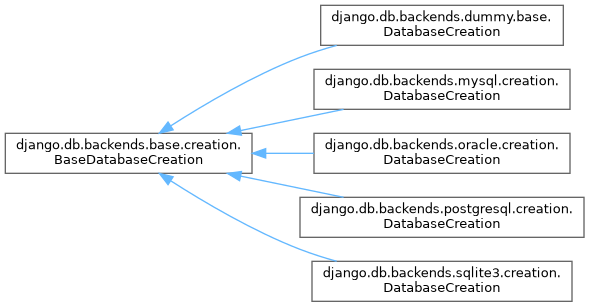 django.db.backends.dummy.base.
DatabaseCreation
django.db.backends.mysql.creation.
DatabaseCreation
django.db.backends.base.creation.
BaseDatabaseCreation
django.db.backends.oracle.creation.
DatabaseCreation
django.db.backends.postgresql.creation.
DatabaseCreation
django.db.backends.sqlite3.creation.
DatabaseCreation